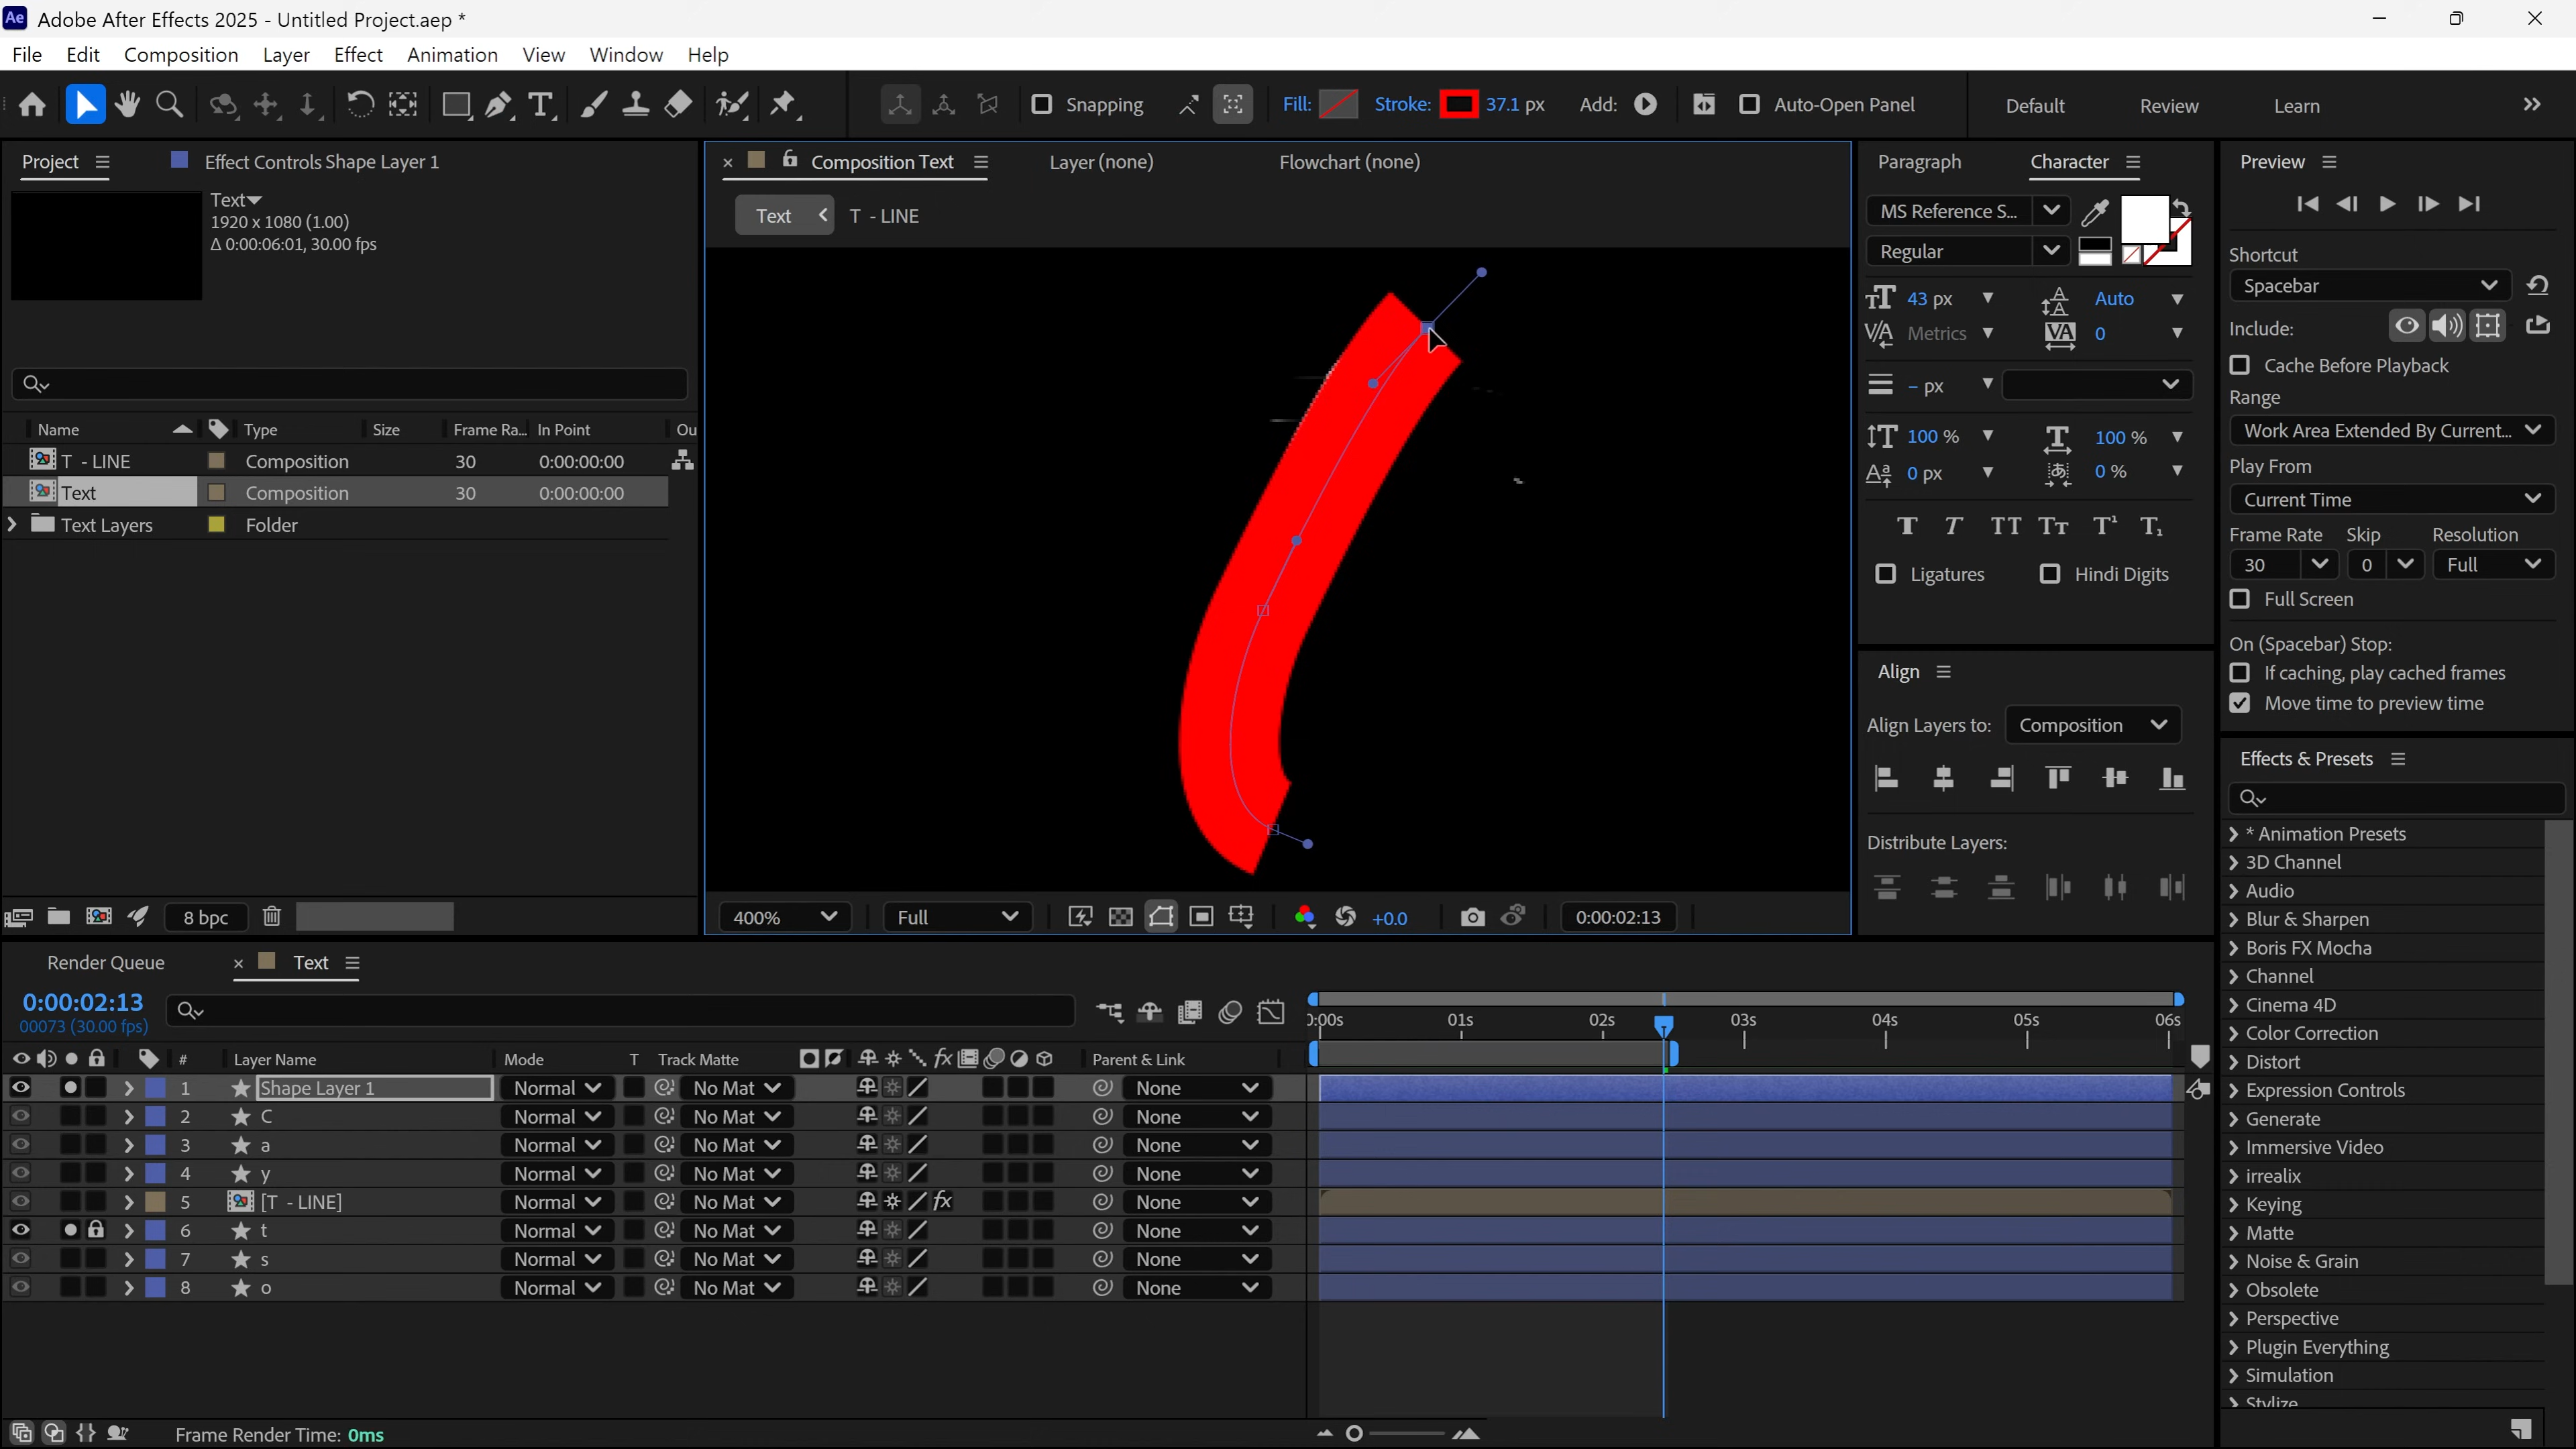 Ae Adobe After Effects 2025 - Untitled Project.aep *
File Edit Composition Layer Effect Animation View Window Help
Snapping Fill: Stroke: 37.1 px Add: Auto-Open Panel Default Review Learn
Project Effect Controls Shape Layer 1
Text
1920 x 1080 (1.00)
Δ 0:00:06:01, 30.00 fps
Name Type Size Frame Ra... In Point Ou
T - LINE Composition 30 0:00:00:00
Text Composition 30 0:00:00:00
Text Layers Folder
8 bpc
Composition Text Layer (none) Flowchart (none)
Text T - LINE
400% Full +0.0 0:00:02:13
Paragraph Character
MS Reference S...
Regular
43 px Auto
Metrics 0
– px
100 % 100 %
0 px 0 %
T T TT Tт T¹ T₁
Ligatures Hindi Digits
Align
Align Layers to: Composition
Distribute Layers:
Preview
Shortcut
Spacebar
Include:
Cache Before Playback
Range
Work Area Extended By Current...
Play From
Current Time
Frame Rate Skip Resolution
30 0 Full
Full Screen
On (Spacebar) Stop:
If caching, play cached frames
Move time to preview time
Effects & Presets
* Animation Presets
3D Channel
Audio
Blur & Sharpen
Boris FX Mocha
Channel
Cinema 4D
Color Correction
Distort
Expression Controls
Generate
Immersive Video
irrealix
Keying
Matte
Noise & Grain
Obsolete
Perspective
Plugin Everything
Simulation
Stylize
Render Queue Text
0:00:02:13
00073 (30.00 fps)
0:00s 01s 02s 03s 04s 05s 06s
# Layer Name Mode T Track Matte Parent & Link
1 Shape Layer 1 Normal No Mat None
2 C Normal No Mat None
3 a Normal No Mat None
4 y Normal No Mat None
5 [T - LINE] Normal No Mat fx None
6 t Normal No Mat None
7 s Normal No Mat None
8 o Normal No Mat None
Frame Render Time: 0ms